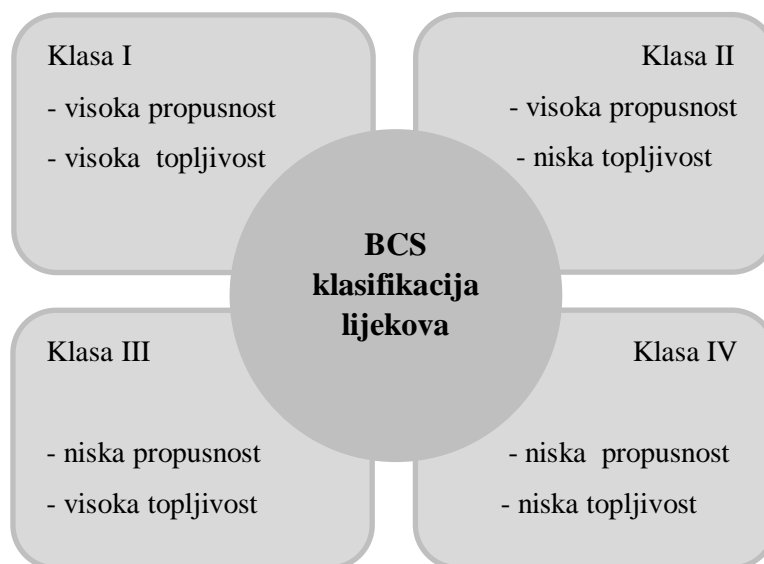 Klasa I
- visoka propusnost
- visoka topljivost
Klasa II
- visoka propusnost
- niska topljivost
BCS
klasifikacija
lijekova
Klasa III
- niska propusnost
- visoka topljivost
Klasa IV
- niska propusnost
- niska topljivost